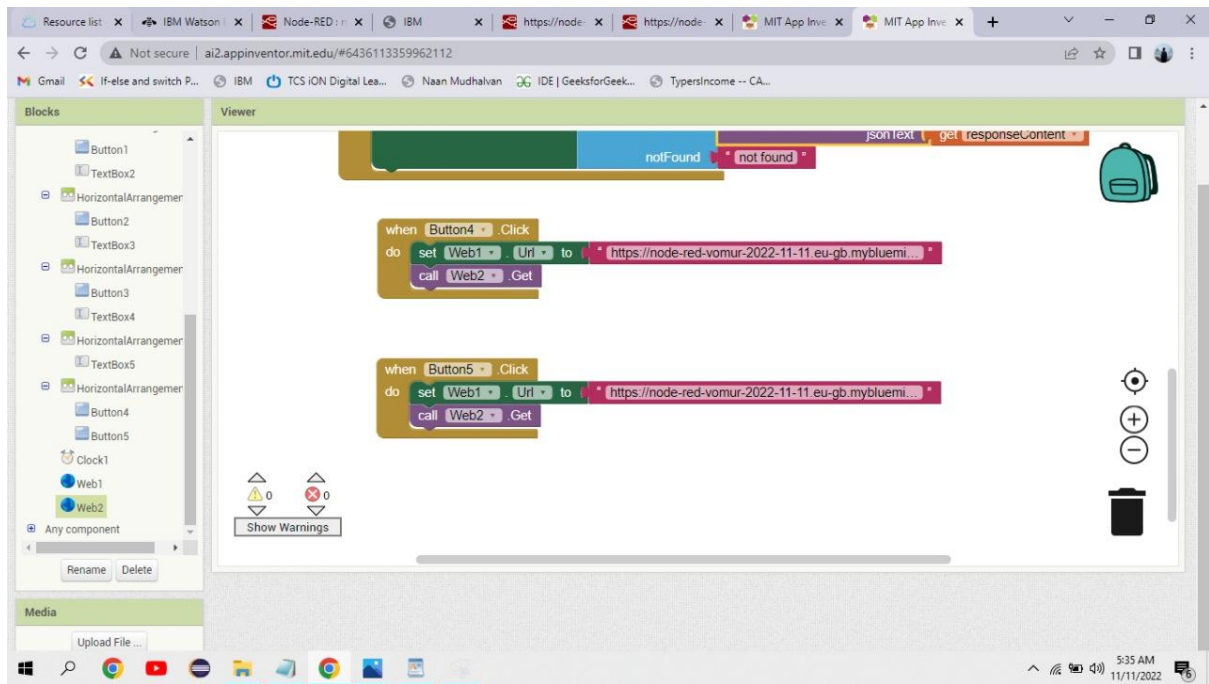 Resource list
IBM Watson
Node-RED : n
IBM
https://node-
https://node-
MIT App Inve
MIT App Inve
Not secure
ai2.appinventor.mit.edu/#6436113359962112
Gmail
If-else and switch P...
IBM
TCS iON Digital Lea...
Naan Mudhalvan
IDE | GeeksforGeek...
TypersIncome -- CA...
Blocks
Button1
TextBox2
HorizontalArrangemer
Button2
TextBox3
HorizontalArrangemer
Button3
TextBox4
HorizontalArrangemer
TextBox5
HorizontalArrangemer
Button4
Button5
Clock1
Web1
Web2
Any component
Rename
Delete
Media
Upload File ...
Viewer
jsonText get responseContent
notFound " not found "
when Button4 .Click
do set Web1 . Url to " https://node-red-vomur-2022-11-11.eu-gb.mybluemi... "
call Web2 .Get
when Button5 .Click
do set Web1 . Url to " https://node-red-vomur-2022-11-11.eu-gb.mybluemi... "
call Web2 .Get
0 0
Show Warnings
5:35 AM
11/11/2022
6